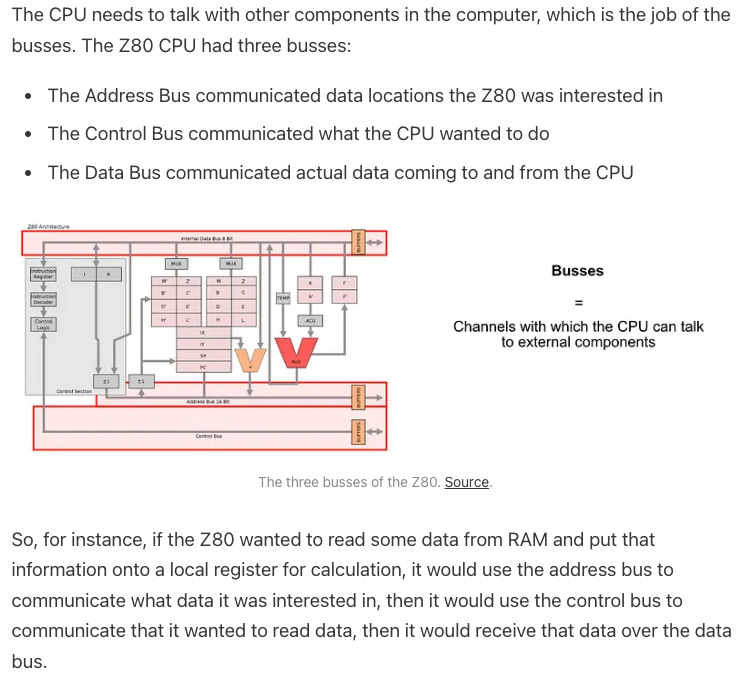 The CPU needs to talk with other components in the computer, which is the job of the
busses. The Z80 CPU had three busses:
• The Address Bus communicated data locations the Z80 was interested in
• The Control Bus communicated what the CPU wanted to do
• The Data Bus communicated actual data coming to and from the CPU
Z80 Architecture
Internal Data Bus 8 Bit
BUFFERS
Instruction
Register
I R
MUX
MUX
Instruction
Decoder
W' Z' W Z
B' C' B C
D' E' D E
H' L' H L
TEMP
A F
A' F'
Control
Logic
ACU
IX
IY
SP
PC
+
ALU
±1
±1
Control Section
Address Bus 16 Bit
BUFFERS
Control Bus
BUFFERS
Busses
=
Channels with which the CPU can talk
to external components
The three busses of the Z80. Source.
So, for instance, if the Z80 wanted to read some data from RAM and put that
information onto a local register for calculation, it would use the address bus to
communicate what data it was interested in, then it would use the control bus to
communicate that it wanted to read data, then it would receive that data over the data
bus.